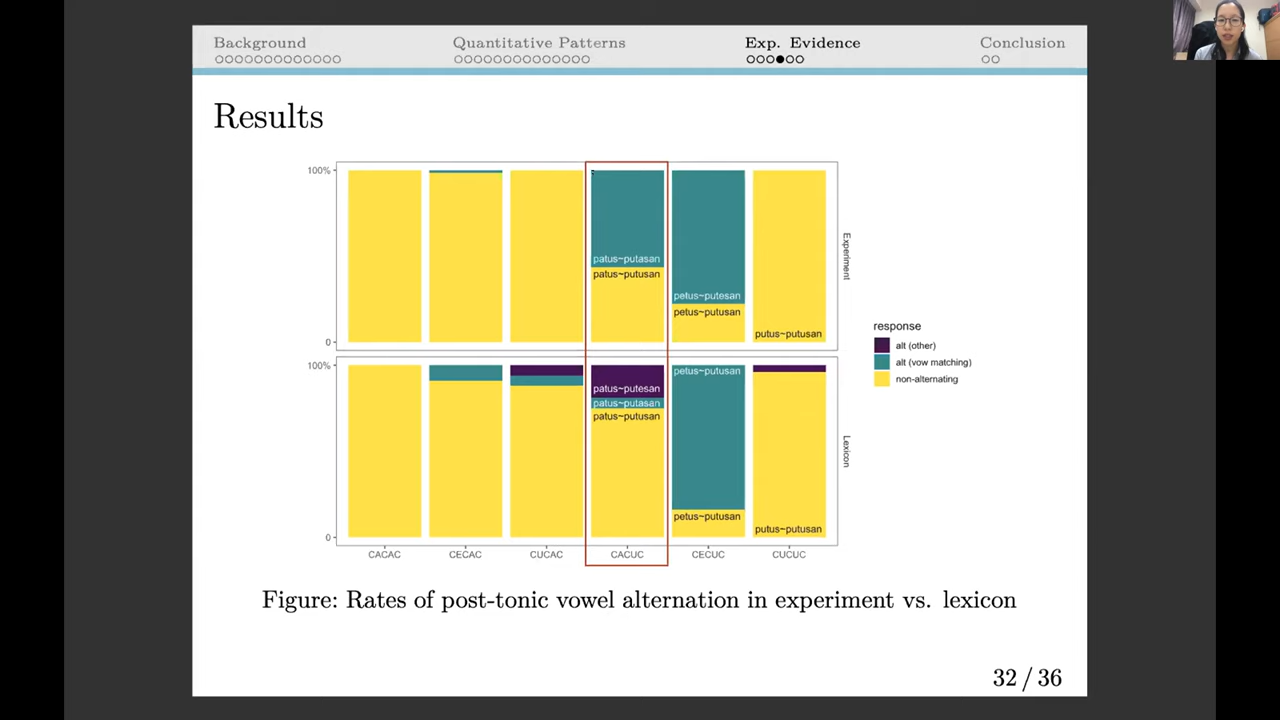 Background Quantitative Patterns Exp. Evidence Conclusion
Results
100%
patus~putasan
patus~putusan
petus~putesan
petus~putusan
putus~putusan
0
Experiment
100%
patus~putesan
patus~putasan
patus~putusan
petus~putesan
petus~putusan
putus~putusan
0
Lexicon
CACAC CECAC CUCAC CACUC CECUC CUCUC
response
alt (other)
alt (vow matching)
non-alternating
Figure: Rates of post-tonic vowel alternation in experiment vs. lexicon
32 / 36